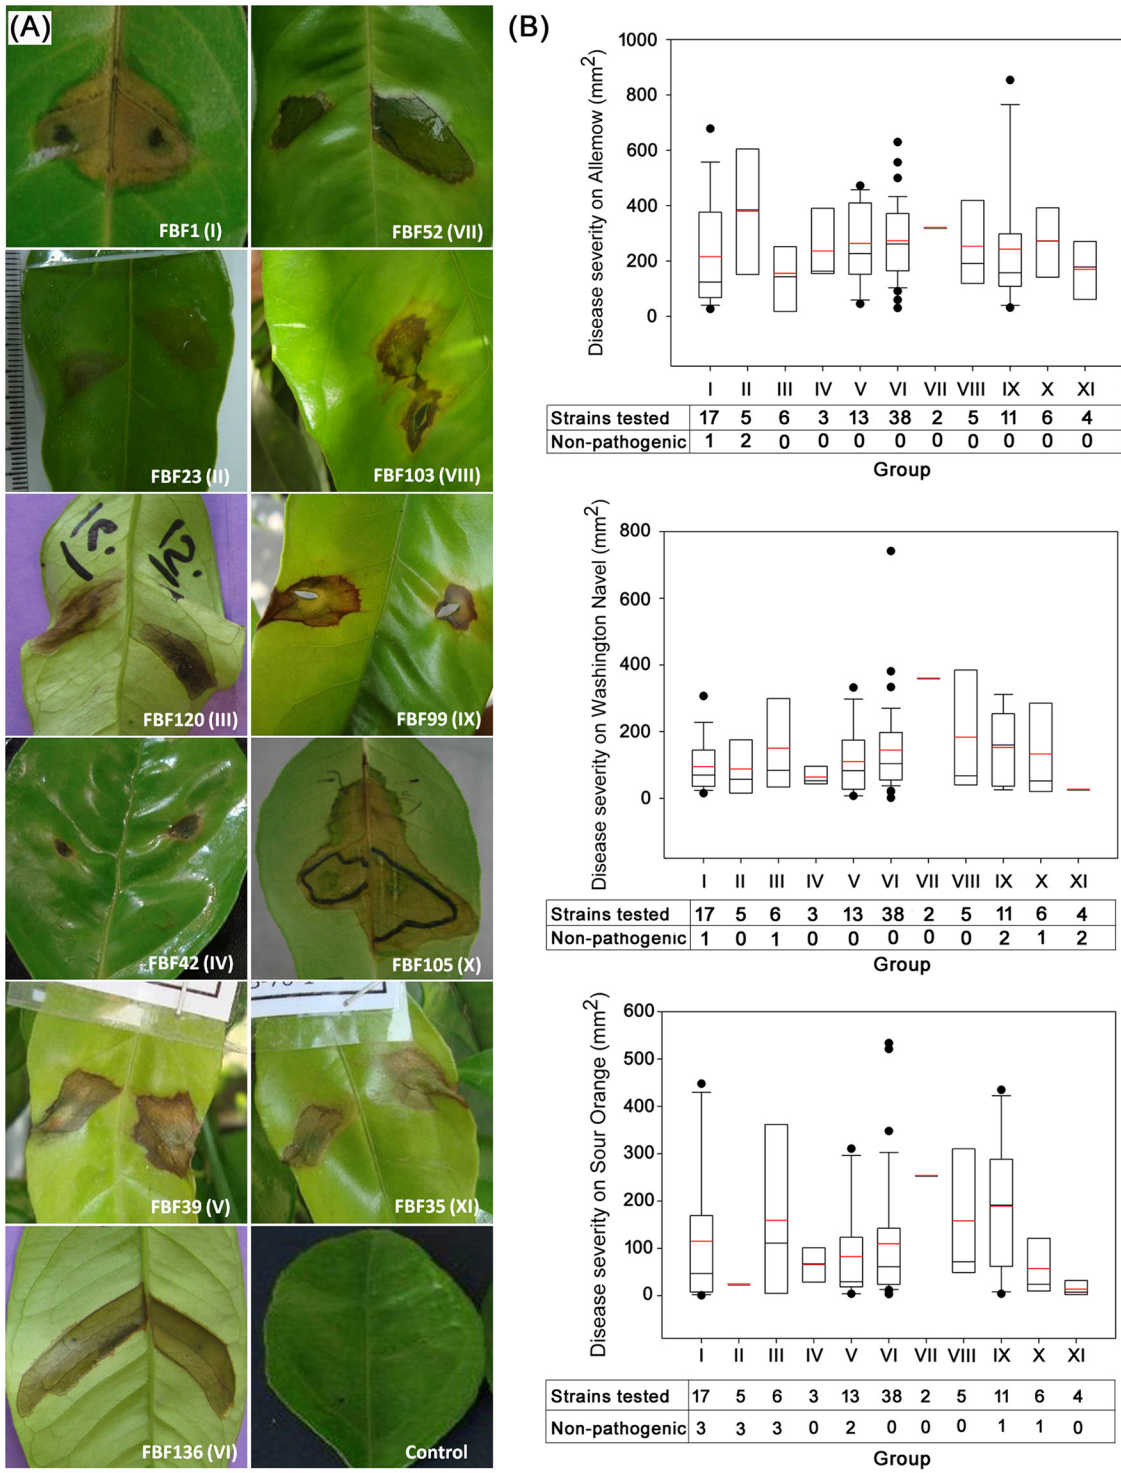 (A)
FBF1 (I)
FBF52 (VII)
FBF23 (II)
FBF103 (VIII)
FBF120 (III)
FBF99 (IX)
FBF42 (IV)
FBF105 (X)
FBF39 (V)
FBF35 (XI)
FBF136 (VI)
Control
(B)
Disease severity on Allemow (mm²)
1000
800
600
400
200
0
I II III IV V VI VII VIII IX X XI
Strains tested 17 5 6 3 13 38 2 5 11 6 4
Non-pathogenic 1 2 0 0 0 0 0 0 0 0 0
Group
Disease severity on Washington Navel (mm²)
800
600
400
200
0
I II III IV V VI VII VIII IX X XI
Strains tested 17 5 6 3 13 38 2 5 11 6 4
Non-pathogenic 1 0 1 0 0 0 0 0 2 1 2
Group
Disease severity on Sour Orange (mm²)
600
500
400
300
200
100
0
I II III IV V VI VII VIII IX X XI
Strains tested 17 5 6 3 13 38 2 5 11 6 4
Non-pathogenic 3 3 3 0 2 0 0 0 1 1 0
Group